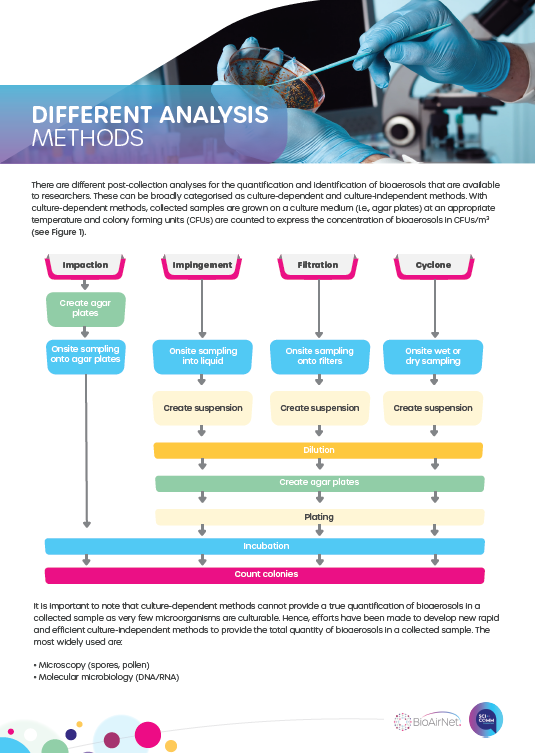 DIFFERENT ANALYSIS
METHODS
There are different post-collection analyses for the quantification and identification of bioaerosols that are available
to researchers. These can be broadly categorised as culture-dependent and culture-independent methods. With
culture-dependent methods, collected samples are grown on a culture medium (i.e., agar plates) at an appropriate
temperature and colony forming units (CFUs) are counted to express the concentration of bioaerosols in CFUs/m³
(see Figure 1).
Impaction
Impingement
Filtration
Cyclone
Create agar
plates
Onsite sampling
onto agar plates
Onsite sampling
into liquid
Onsite sampling
onto filters
Onsite wet or
dry sampling
Create suspension
Create suspension
Create suspension
Dilution
Create agar plates
Plating
Incubation
Count colonies
It is important to note that culture-dependent methods cannot provide a true quantification of bioaerosols in a
collected sample as very few microorganisms are culturable. Hence, efforts have been made to develop new rapid
and efficient culture-independent methods to provide the total quantity of bioaerosols in a collected sample. The
most widely used are:
• Microscopy (spores, pollen)
• Molecular microbiology (DNA/RNA)
BioAirNet
SCI-
COMM